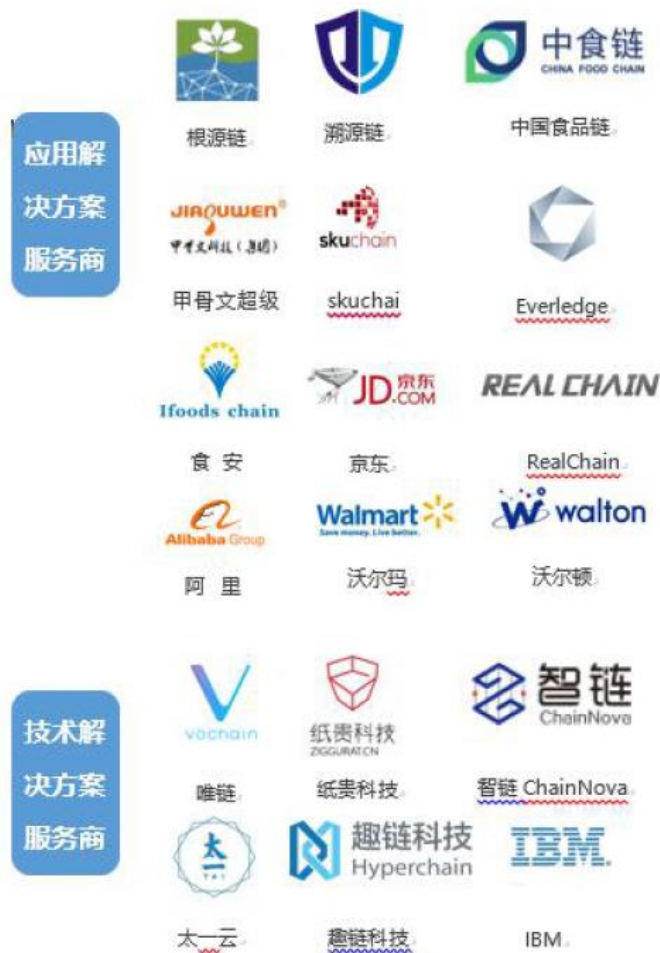 中食链
CHINA FOOD CHAIN
根源链
溯源链
中国食品链
应用解
决方案
服务商
JIAGUWEN®
甲骨文科技（集团）
skuchain
甲骨文超级
skuchai
Everledge
Ifoods chain
JD京东
.COM
REAL CHAIN
食 安
京东
RealChain
Alibaba Group
Walmart
Save money. Live better.
walton
阿 里
沃尔玛
沃尔顿
技术解
决方案
服务商
vechain
纸贵科技
ZIGGURAT.CN
智链
ChainNova
唯链
纸贵科技
智链 ChainNova
太一
趣链科技
Hyperchain
IBM.
太一云
趣链科技
IBM